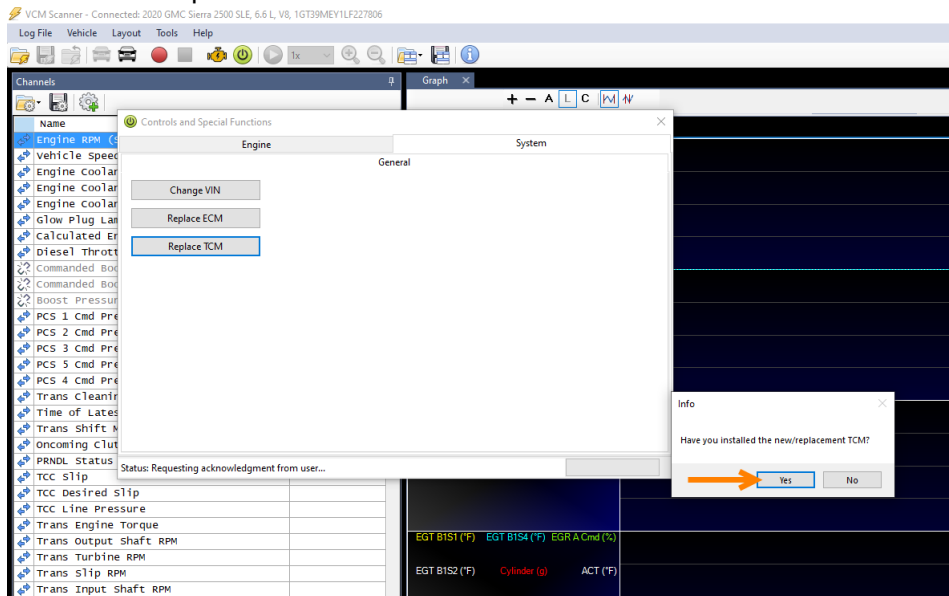 VCM Scanner - Connected: 2020 GMC Sierra 2500 SLE, 6.6 L, V8, 1GT39MEY1LF227806
Log File Vehicle Layout Tools Help
1x
Channels
Graph
+ - A L C
Name
Controls and Special Functions
Engine System
General
Change VIN
Replace ECM
Replace TCM
Status: Requesting acknowledgment from user...
Engine RPM (S
Vehicle Speed
Engine Coolan
Engine Coolan
Engine Coolan
Glow Plug Lam
Calculated En
Diesel Thrott
Commanded Boo
Commanded Boo
Boost Pressur
PCS 1 Cmd Pre
PCS 2 Cmd Pre
PCS 3 Cmd Pre
PCS 5 Cmd Pre
PCS 4 Cmd Pre
Trans Cleanin
Time of Lates
Trans Shift M
Oncoming Clut
PRNDL Status
TCC Slip
TCC Desired Slip
TCC Line Pressure
Trans Engine Torque
Trans Output Shaft RPM
Trans Turbine RPM
Trans Slip RPM
Trans Input Shaft RPM
Info
Have you installed the new/replacement TCM?
Yes No
EGT B1S1 (°F) EGT B1S4 (°F) EGR A Cmd (%)
EGT B1S2 (°F) Cylinder (g) ACT (°F)